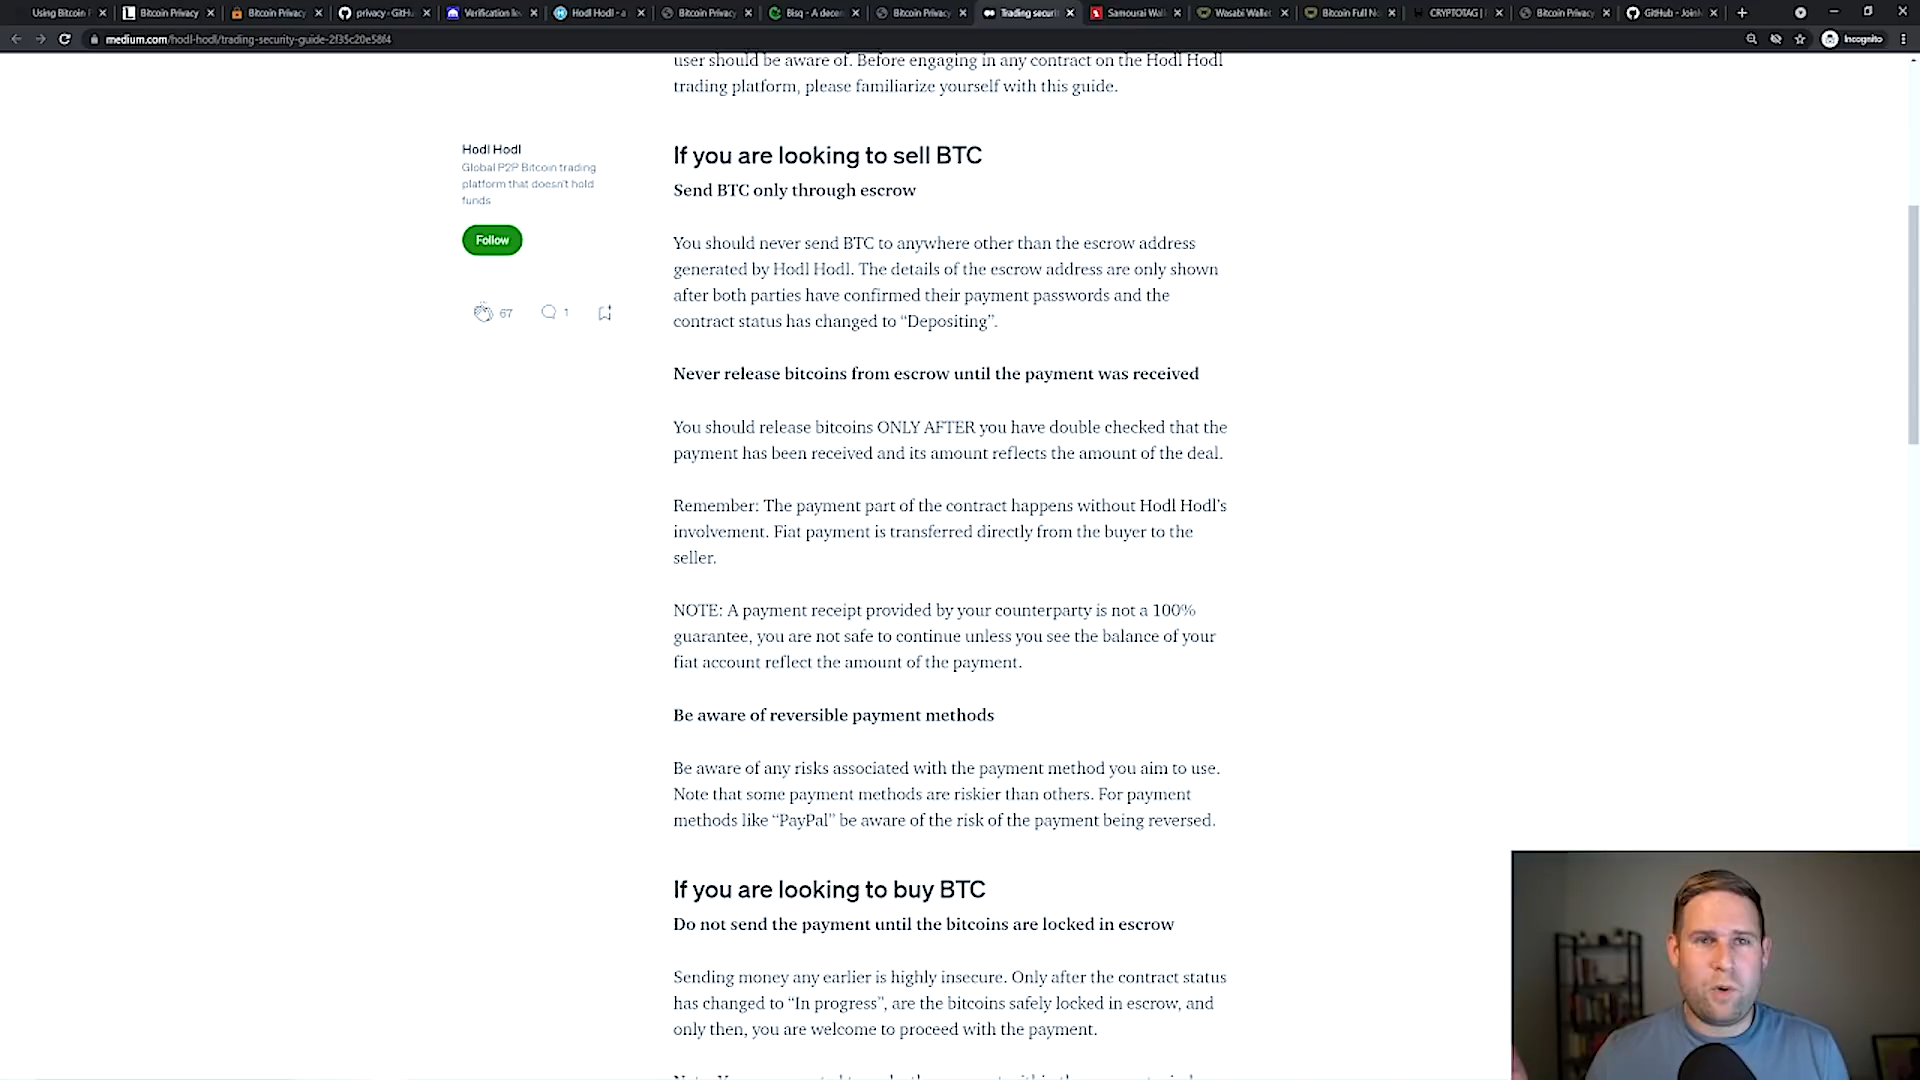 Using Bitcoin
Bitcoin Privacy
Bitcoin Privacy
privacy - GitHu
Verification le
Hodl Hodl - a
Bitcoin Privacy
Bisq - A dece
Bitcoin Privacy
Trading securi
Samourai Wal
Wasabi Wallet
Bitcoin Full No
CRYPTOTAG |
Bitcoin Privacy
GitHub - JoinM
medium.com/hodl-hodl/trading-security-guide-2f35c20e58f4
Incognito
user should be aware of. Before engaging in any contract on the Hodl Hodl
trading platform, please familiarize yourself with this guide.
Hodl Hodl
Global P2P Bitcoin trading
platform that doesn't hold
funds
Follow
67
1
If you are looking to sell BTC
Send BTC only through escrow
You should never send BTC to anywhere other than the escrow address
generated by Hodl Hodl. The details of the escrow address are only shown
after both parties have confirmed their payment passwords and the
contract status has changed to “Depositing”.
Never release bitcoins from escrow until the payment was received
You should release bitcoins ONLY AFTER you have double checked that the
payment has been received and its amount reflects the amount of the deal.
Remember: The payment part of the contract happens without Hodl Hodl’s
involvement. Fiat payment is transferred directly from the buyer to the
seller.
NOTE: A payment receipt provided by your counterparty is not a 100%
guarantee, you are not safe to continue unless you see the balance of your
fiat account reflect the amount of the payment.
Be aware of reversible payment methods
Be aware of any risks associated with the payment method you aim to use.
Note that some payment methods are riskier than others. For payment
methods like “PayPal” be aware of the risk of the payment being reversed.
If you are looking to buy BTC
Do not send the payment until the bitcoins are locked in escrow
Sending money any earlier is highly insecure. Only after the contract status
has changed to “In progress”, are the bitcoins safely locked in escrow, and
only then, you are welcome to proceed with the payment.